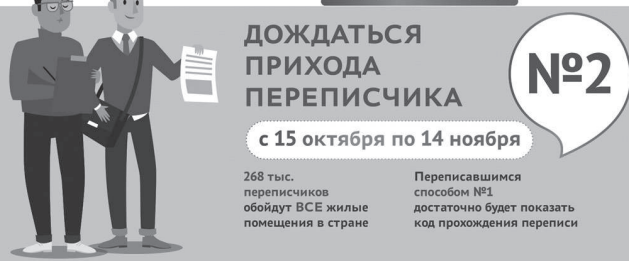 ДОЖДАТЬСЯ
ПРИХОДА
ПЕРЕПИСЧИКА
№2
с 15 октября по 14 ноября
268 тыс.
переписчиков
обойдут ВСЕ жилые
помещения в стране
Переписавшимся
способом №1
достаточно будет показать
код прохождения переписи